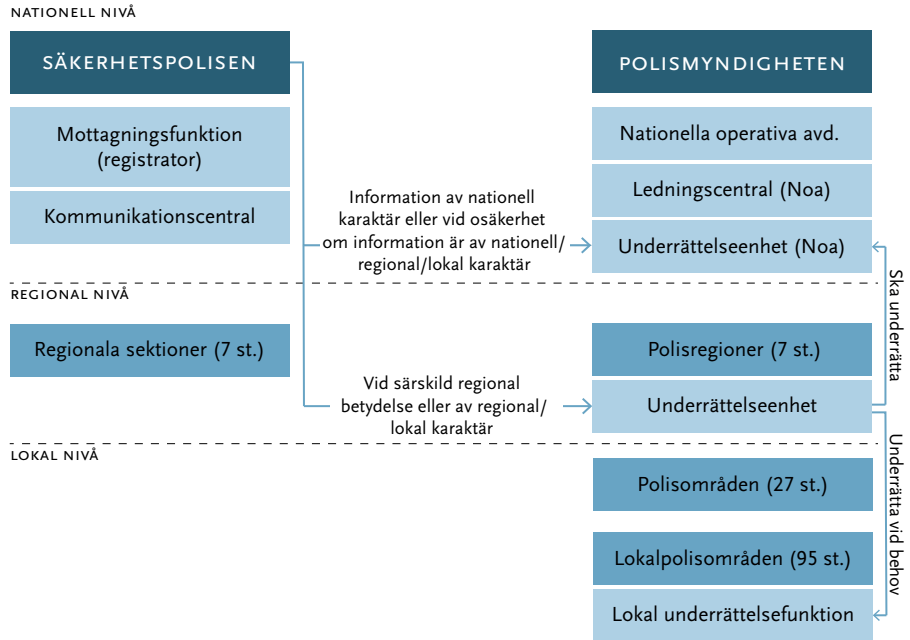 NATIONELL NIVÅ
SÄKERHETSPOLISEN
Mottagningsfunktion
(registrator)
Kommunikationscentral
POLISMYNDIGHETEN
Nationella operativa avd.
Ledningscentral (Noa)
Underrättelseenhet (Noa)
Information av nationell
karaktär eller vid osäkerhet
om information är av nationell/
regional/lokal karaktär
REGIONAL NIVÅ
Regionala sektioner (7 st.)
Polisregioner (7 st.)
Underrättelseenhet
Vid särskild regional
betydelse eller av regional/
lokal karaktär
Ska underrätta
LOKAL NIVÅ
Polisområden (27 st.)
Lokalpolisområden (95 st.)
Lokal underrättelsefunktion
Underrätta vid behov